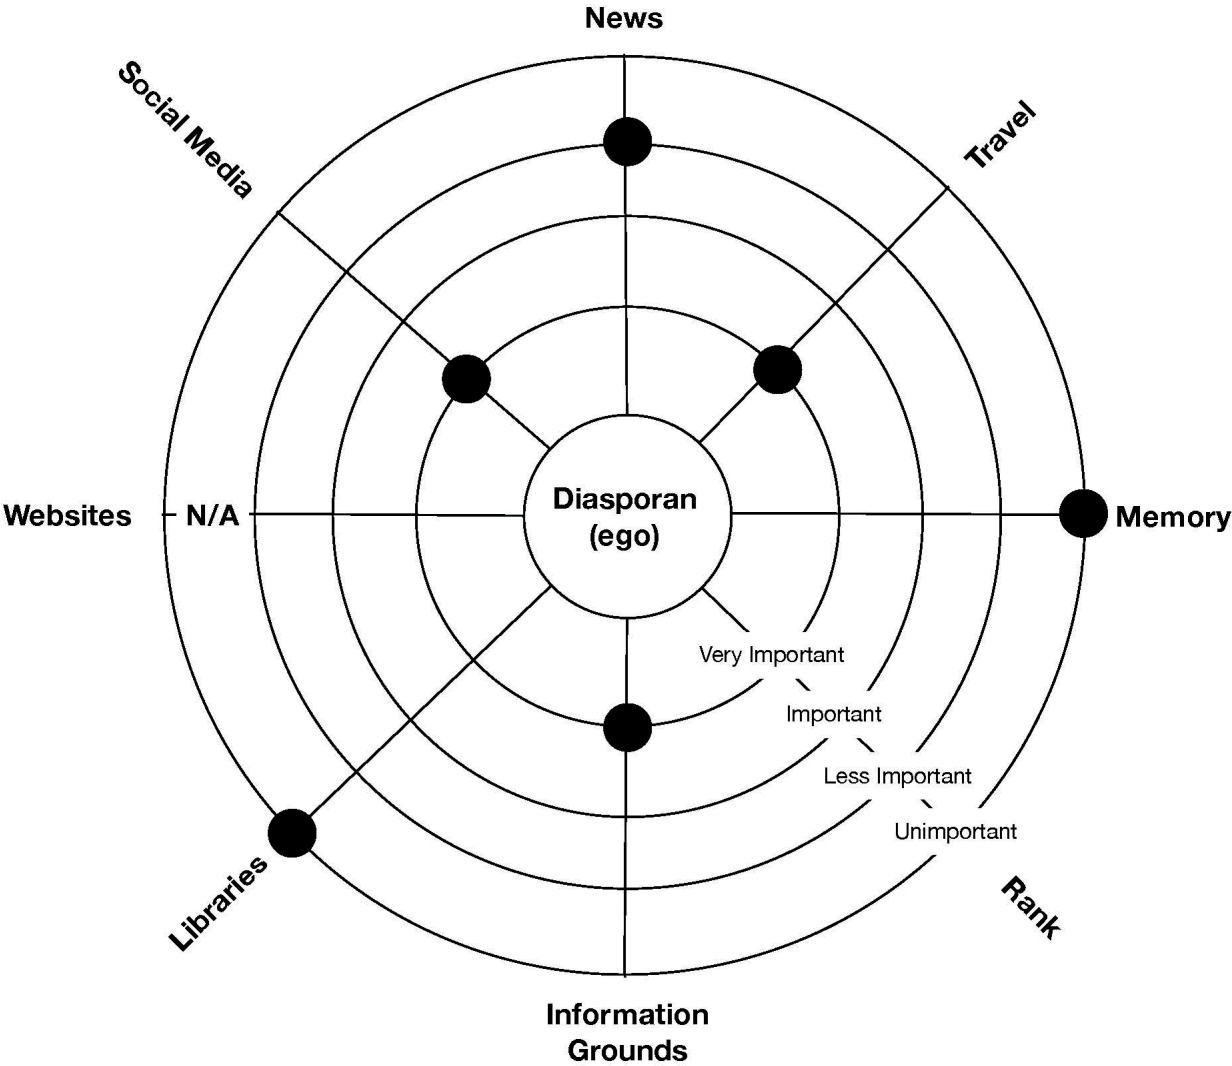 News
Social Media
Travel
Websites
N/A
Diasporan
(ego)
Memory
Very Important
Important
Less Important
Unimportant
Libraries
Rank
Information
Grounds